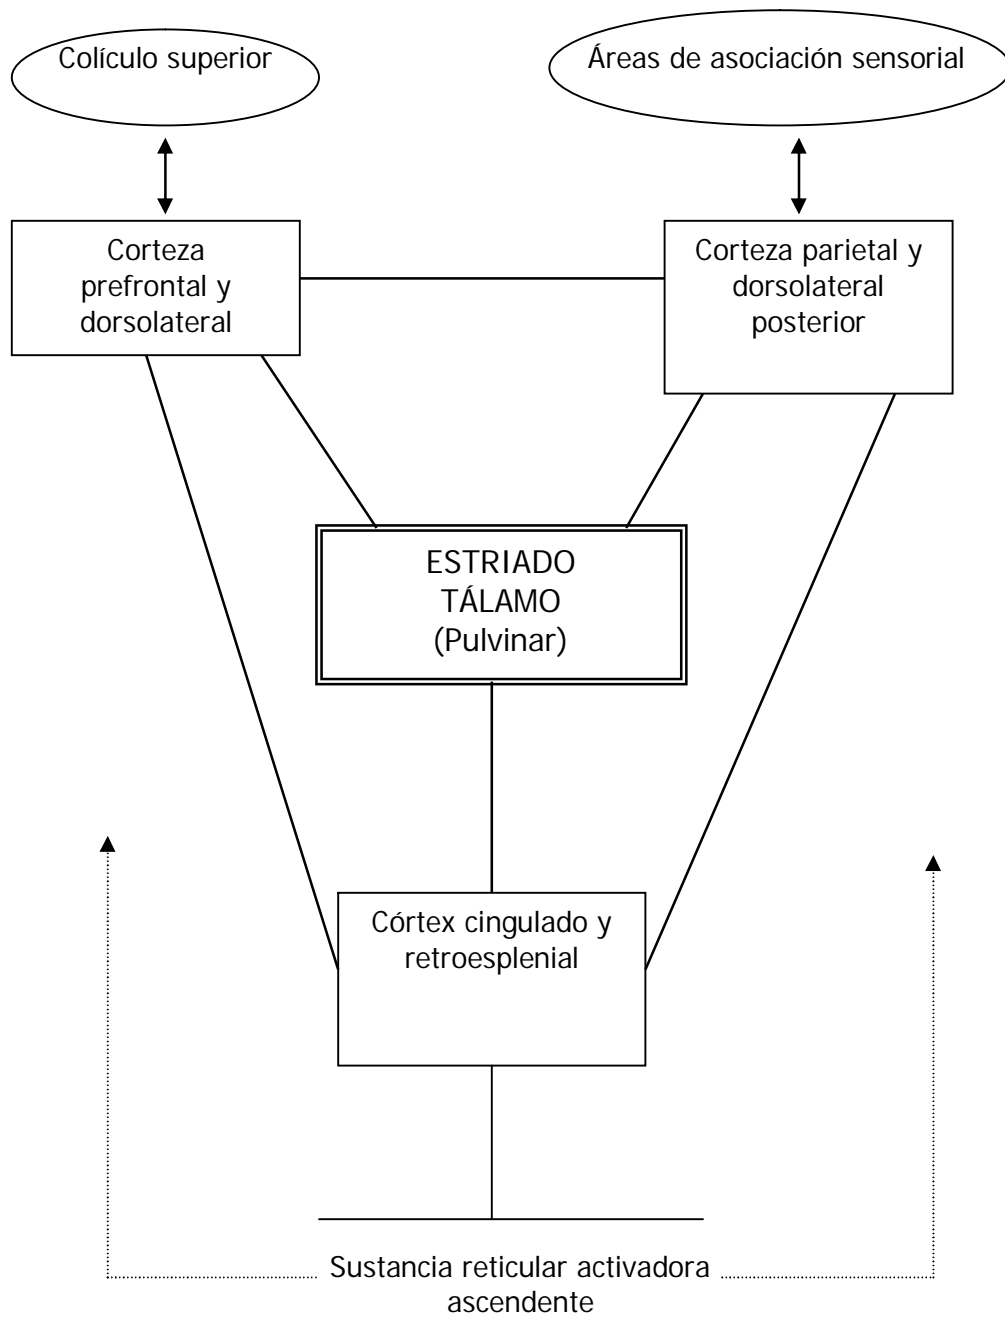 Colículo superior
Áreas de asociación sensorial
Corteza
prefrontal y
dorsolateral
Corteza parietal y
dorsolateral
posterior
ESTRIADO
TÁLAMO
(Pulvinar)
Córtex cingulado y
retroesplenial
Sustancia reticular activadora
ascendente